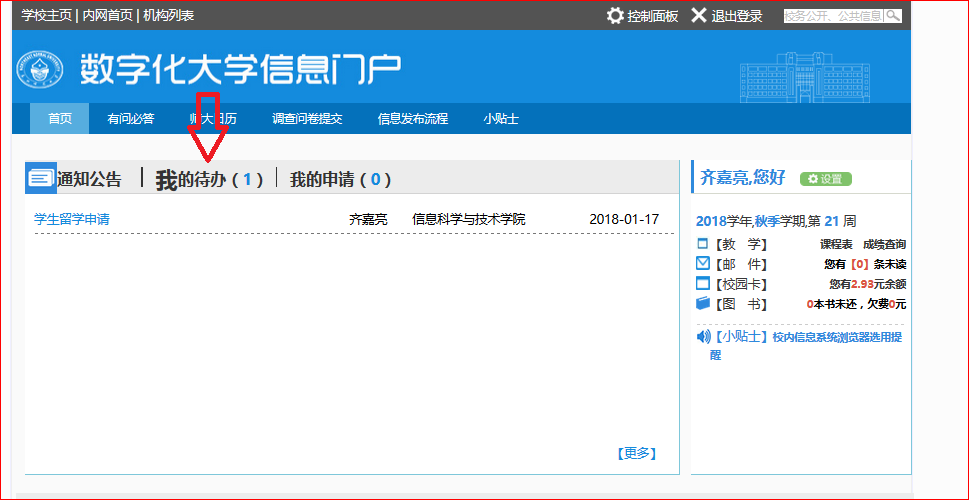 学校主页 | 内网首页 | 机构列表
控制面板 退出登录 校务公开、公共信息
数字化大学信息门户
首页 有问必答 师大日历 调查问卷提交 信息发布流程 小贴士
通知公告 | 我的待办（1）| 我的申请（0）
学生留学申请 齐嘉亮 信息科学与技术学院 2018-01-17
【更多】
齐嘉亮,您好 设置
2018学年,秋季学期,第 21 周
【教 学】 课程表 成绩查询
【邮 件】 您有【0】条未读
【校园卡】 您有2.93元余额
【图 书】 0本书未还，欠费0元
【小贴士】校内信息系统浏览器选用提
醒